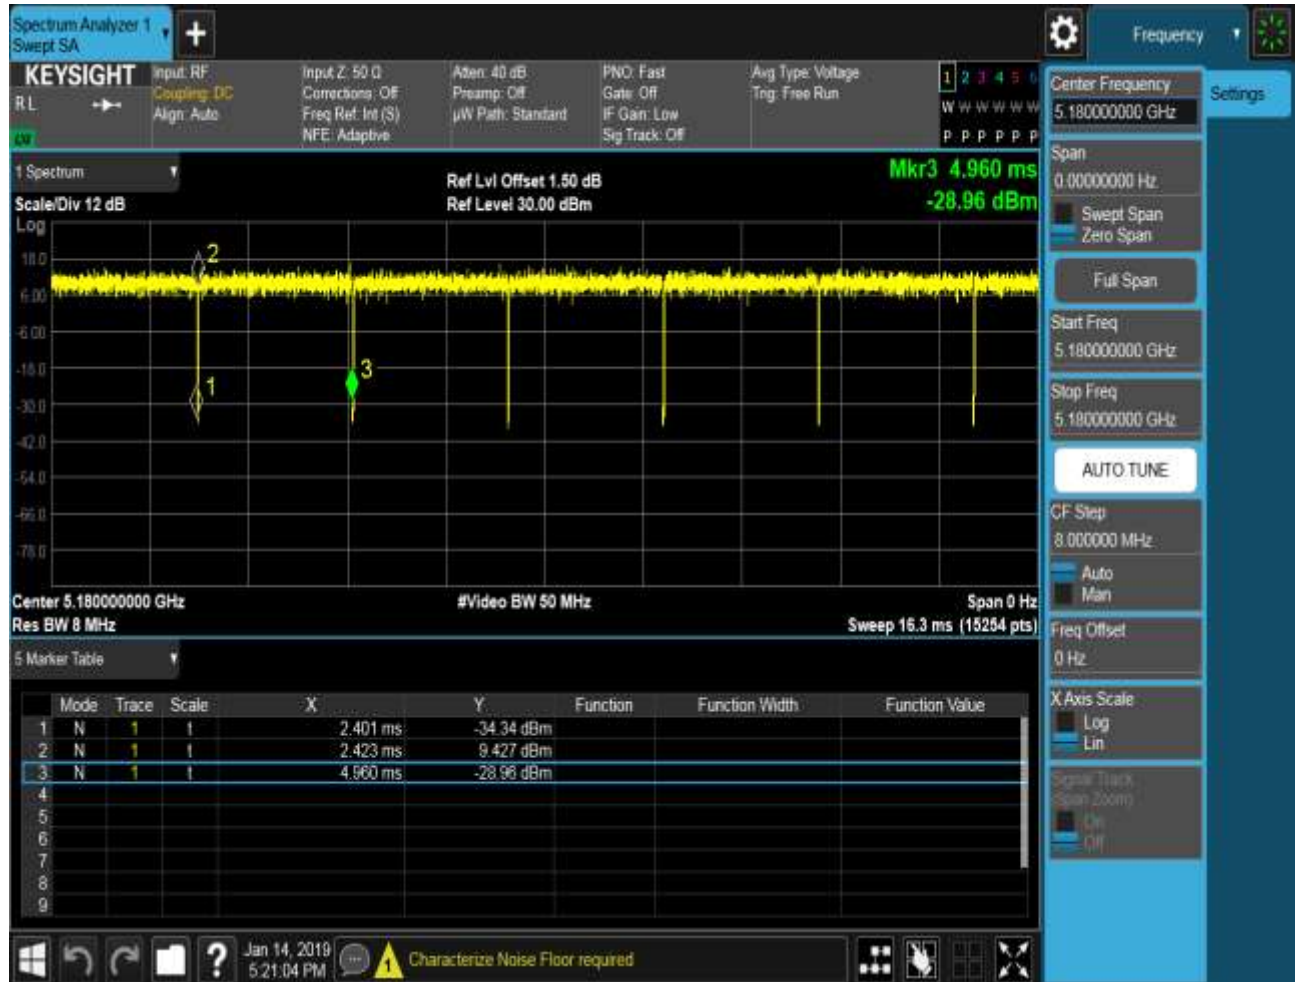 Spectrum Analyzer 1
Swept SA
+
Frequency
KEYSIGHT
RL
Input: RF
Coupling: DC
Align: Auto
Input Z: 50 Ω
Corrections: Off
Freq Ref: Int (S)
NFE: Adaptive
Atten: 40 dB
Preamp: Off
µW Path: Standard
PNO: Fast
Gate: Off
IF Gain: Low
Sig Track: Off
Avg Type: Voltage
Trig: Free Run
1 2 3 4 5 6
W W W W W W
P P P P P P
Center Frequency
5.180000000 GHz
Settings
Span
0.00000000 Hz
Swept Span
Zero Span
Full Span
Start Freq
5.180000000 GHz
Stop Freq
5.180000000 GHz
AUTO TUNE
CF Step
8.000000 MHz
Auto
Man
Freq Offset
0 Hz
X Axis Scale
Log
Lin
Signal Track
(Span Zoom)
On
Off
1 Spectrum
Scale/Div 12 dB
Log
Ref Lvl Offset 1.50 dB
Ref Level 30.00 dBm
Mkr3 4.960 ms
-28.96 dBm
18.0
6.00
-6.00
-18.0
-30.0
-42.0
-54.0
-66.0
-78.0
2
1
3
Center 5.180000000 GHz
#Video BW 50 MHz
Span 0 Hz
Res BW 8 MHz
Sweep 16.3 ms (15254 pts)
5 Marker Table
Mode Trace Scale X Y Function Function Width Function Value
1 N 1 t 2.401 ms -34.34 dBm
2 N 1 t 2.423 ms 9.427 dBm
3 N 1 t 4.960 ms -28.96 dBm
4
5
6
7
8
9
?
Jan 14, 2019
5:21:04 PM
1
Characterize Noise Floor required